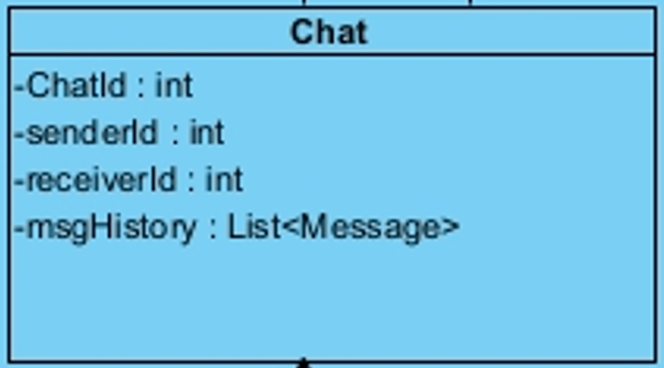 Chat
-ChatId : int
-senderId : int
-receiverId : int
-msgHistory : List<Message>